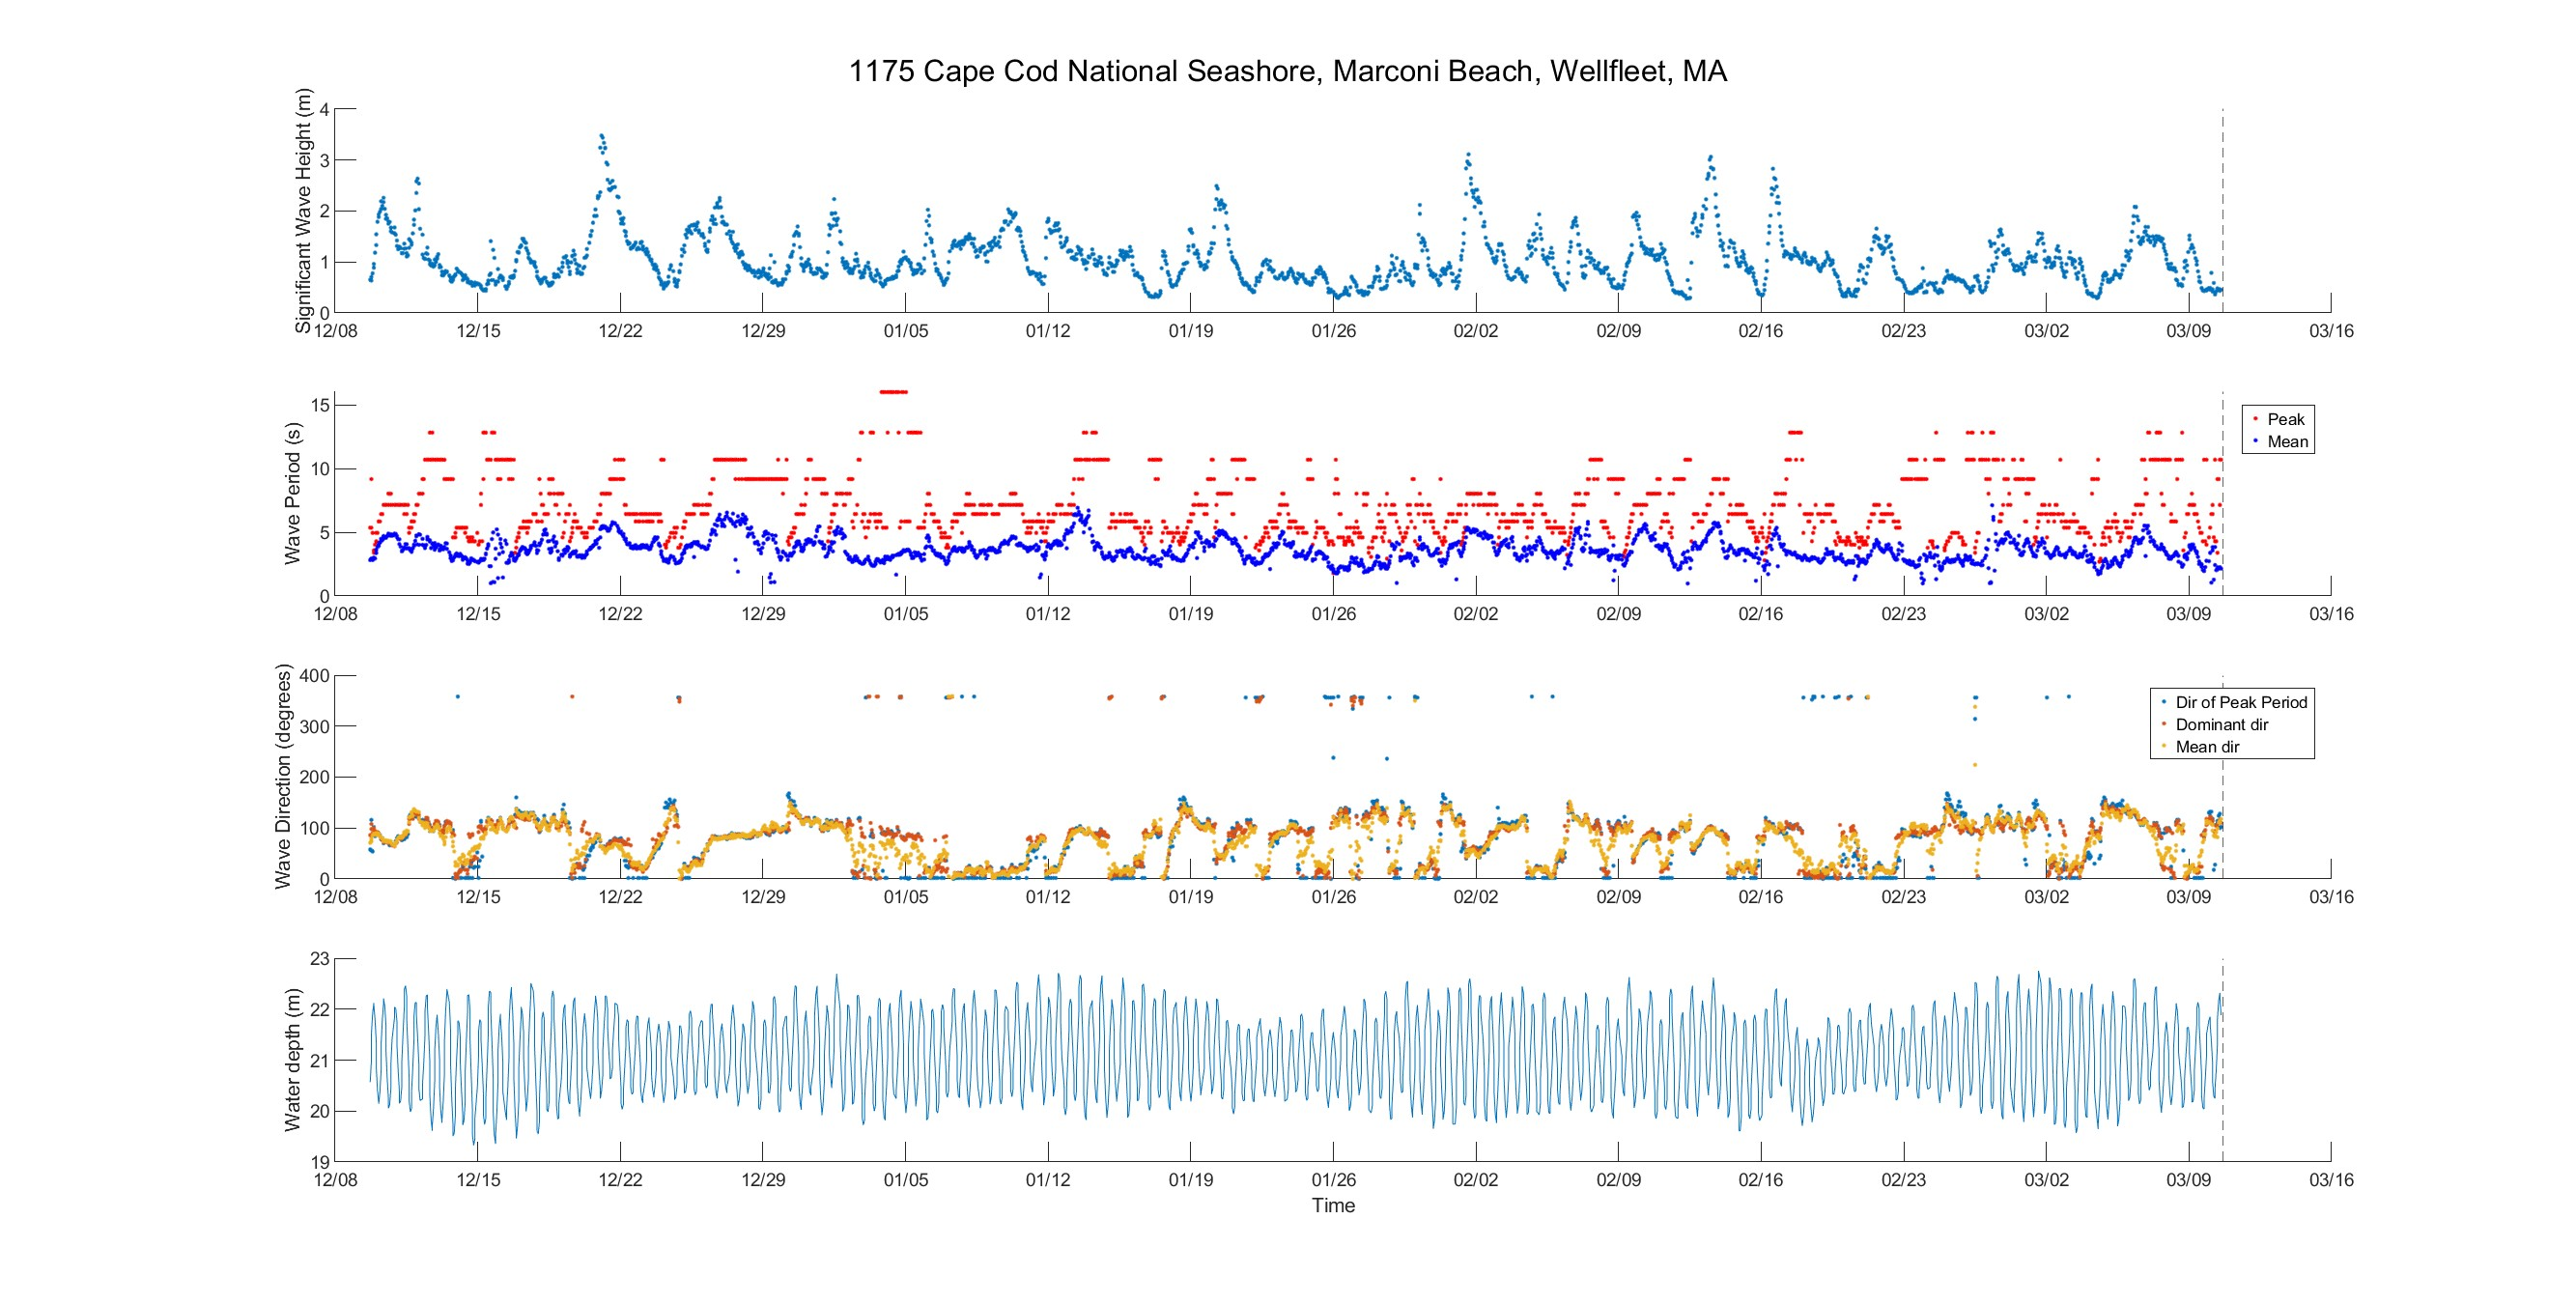 1175 Cape Cod National Seashore, Marconi Beach, Wellfleet, MA
Significant Wave Height (m)
4
3
2
1
0
12/08 12/15 12/22 12/29 01/05 01/12 01/19 01/26 02/02 02/09 02/16 02/23 03/02 03/09 03/16
Wave Period (s)
15
10
5
0
Peak
Mean
12/08 12/15 12/22 12/29 01/05 01/12 01/19 01/26 02/02 02/09 02/16 02/23 03/02 03/09 03/16
Wave Direction (degrees)
400
300
200
100
0
Dir of Peak Period
Dominant dir
Mean dir
12/08 12/15 12/22 12/29 01/05 01/12 01/19 01/26 02/02 02/09 02/16 02/23 03/02 03/09 03/16
Water depth (m)
23
22
21
20
19
12/08 12/15 12/22 12/29 01/05 01/12 01/19 01/26 02/02 02/09 02/16 02/23 03/02 03/09 03/16
Time